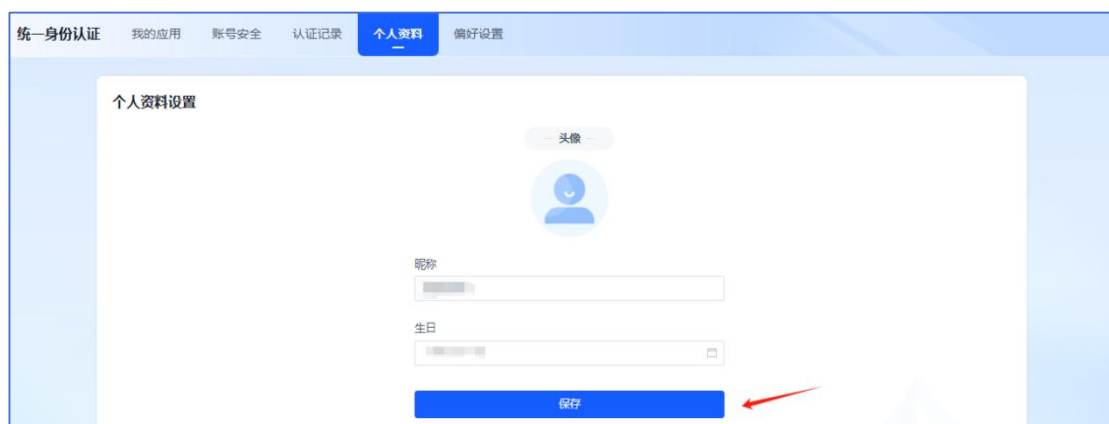 统一身份认证 我的应用 账号安全 认证记录 个人资料 偏好设置
个人资料设置
头像
昵称
生日
保存